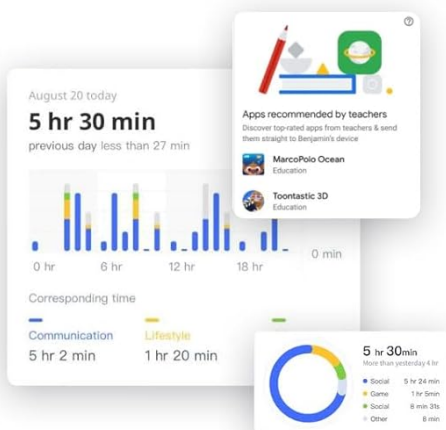 August 20 today
5 hr 30 min
previous day less than 27 min
0 min
0 hr 6 hr 12 hr 18 hr
Corresponding time
Communication Lifestyle
5 hr 2 min 1 hr 20 min
Apps recommended by teachers
Discover top-rated apps from teachers & send
them straight to Benjamin's device
MarcoPolo Ocean
Education
Toontastic 3D
Education
5 hr 30min
More than yesterday 4 hr
Social 5 hr 24 min
Game 1 hr 5min
Social 8 min 31s
Other 6 min